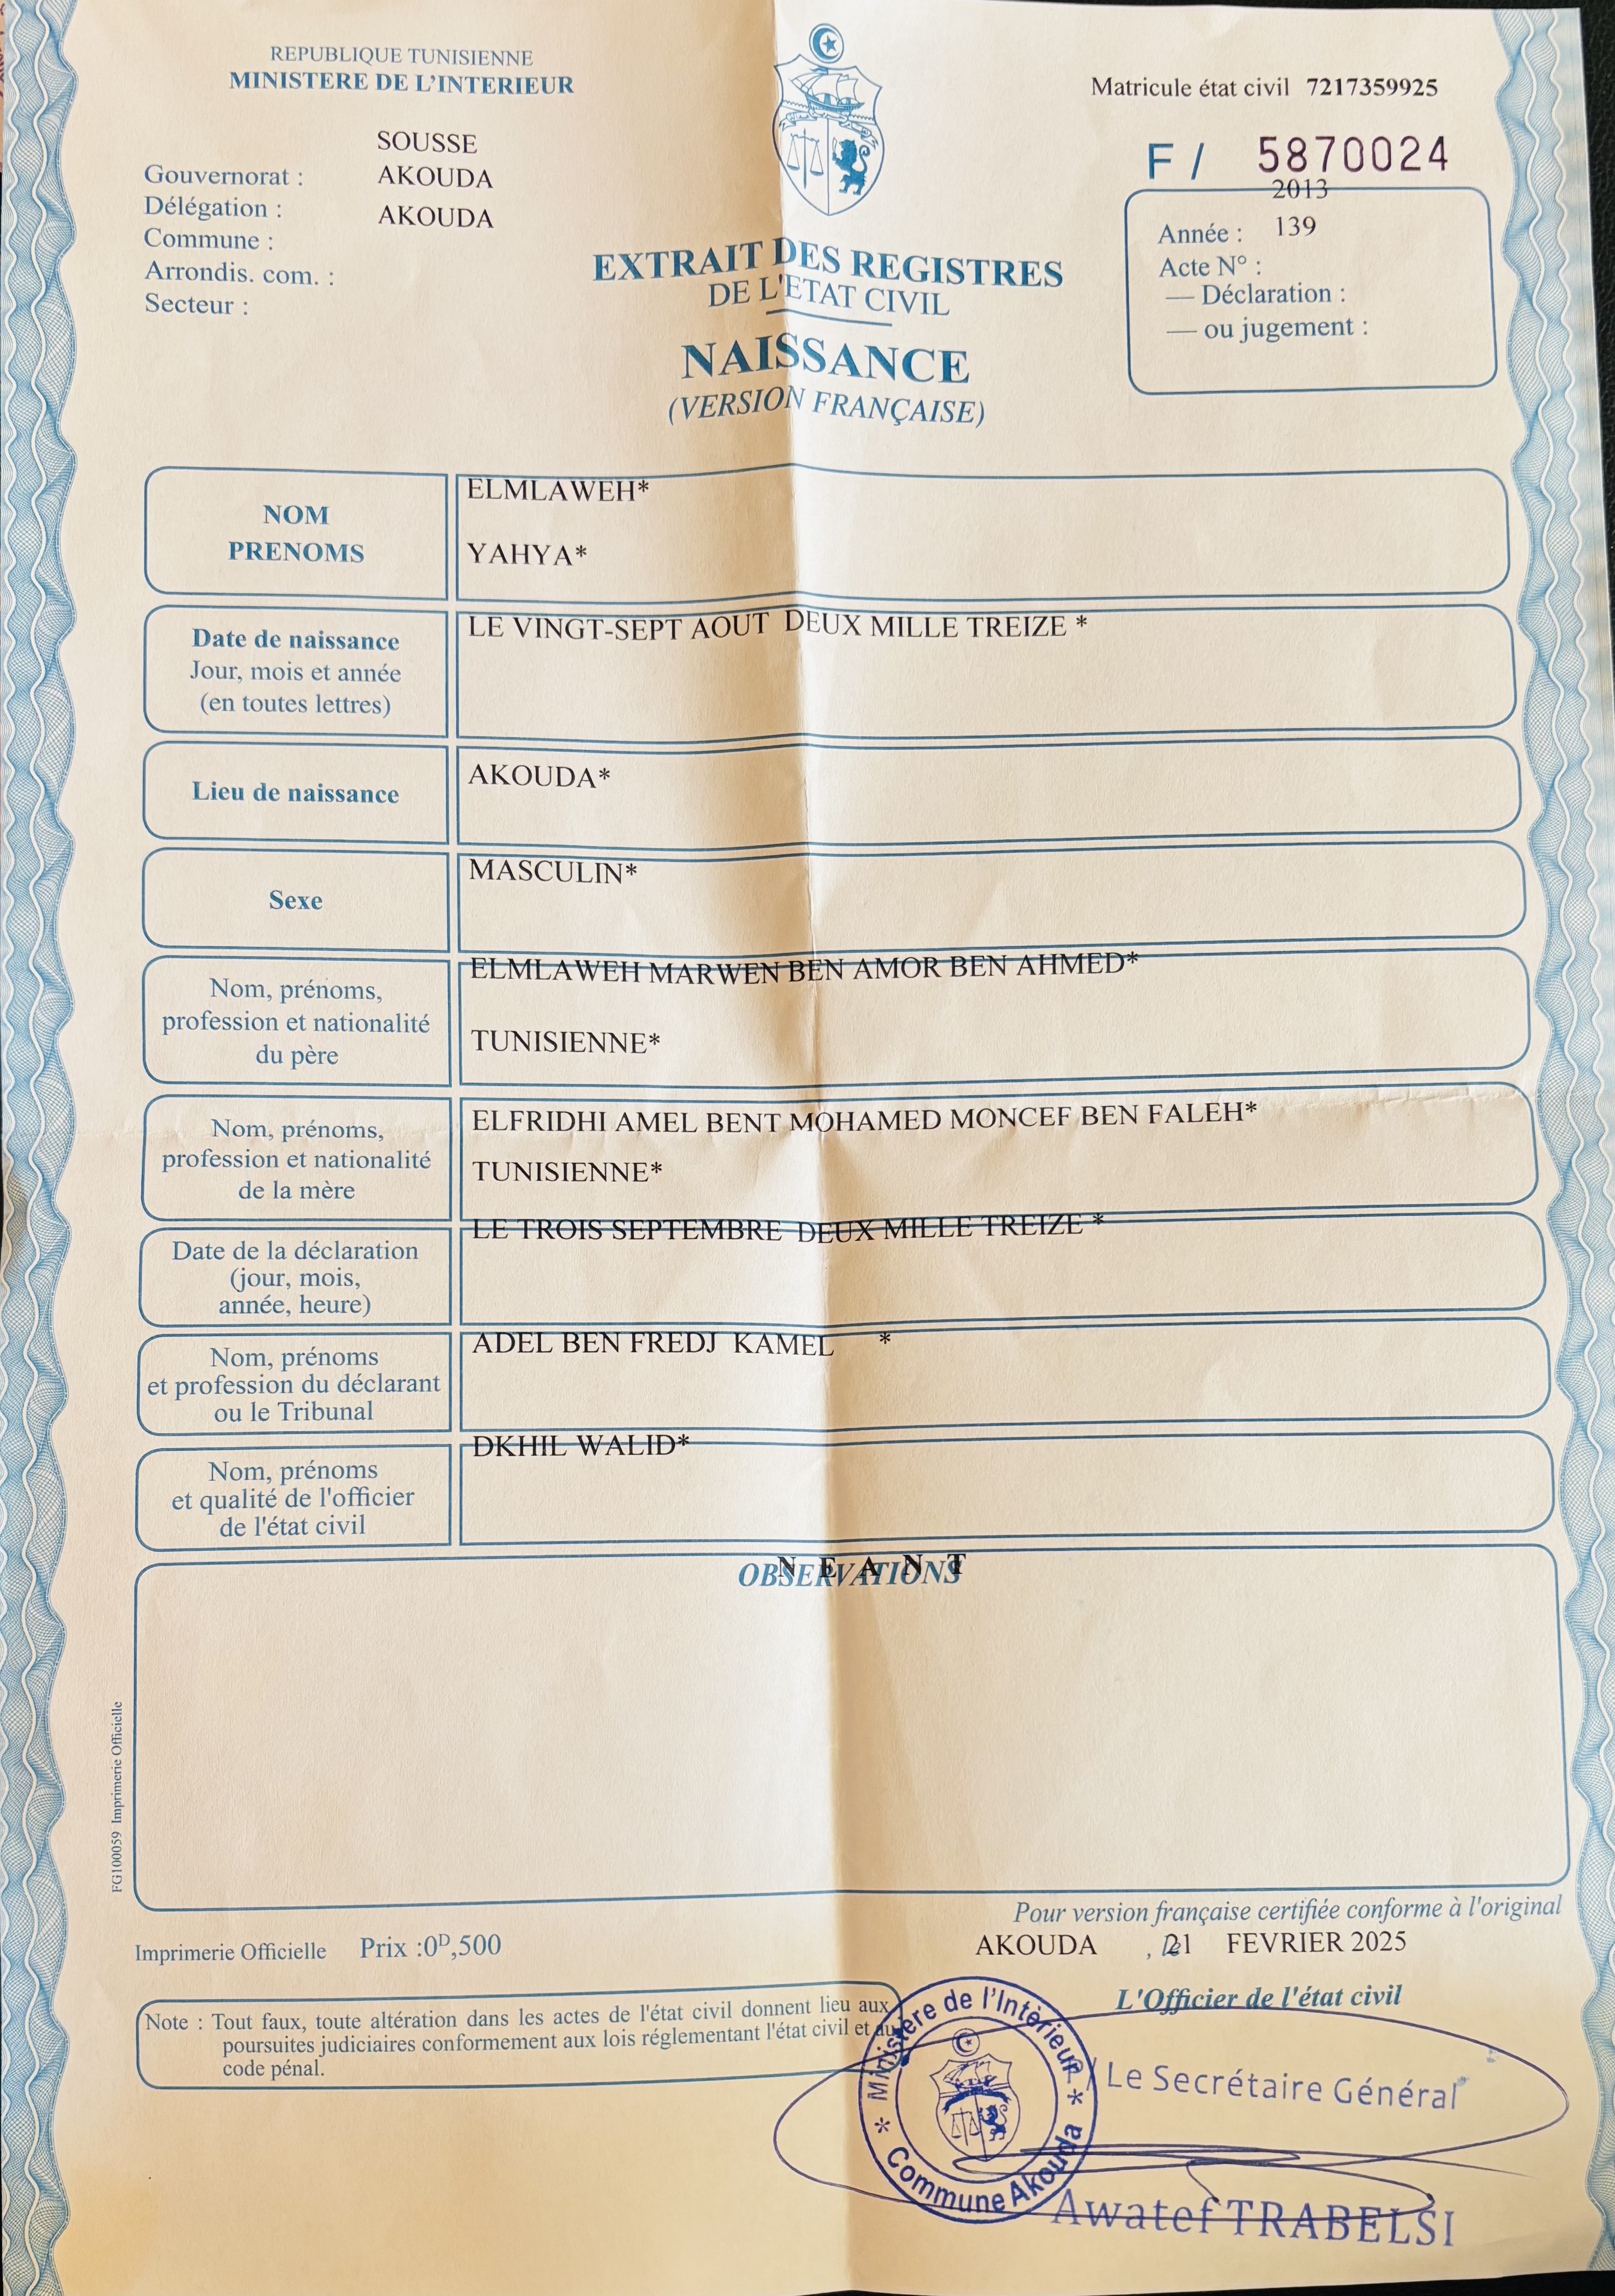 REPUBLIQUE TUNISIENNE
MINISTERE DE L'INTERIEUR
SOUSSE
Gouvernorat : AKOUDA
Délégation : AKOUDA
Commune :
Arrondis. com. :
Secteur :
Matricule état civil 7217359925
F / 5870024
2013
Année : 139
Acte N° :
— Déclaration :
— ou jugement :
EXTRAIT DES REGISTRES
DE L'ETAT CIVIL
NAISSANCE
(VERSION FRANÇAISE)
NOM
PRENOMS
ELMLAWEH*
YAHYA*
Date de naissance
Jour, mois et année
(en toutes lettres)
LE VINGT-SEPT AOUT DEUX MILLE TREIZE *
Lieu de naissance
AKOUDA*
Sexe
MASCULIN*
Nom, prénoms,
profession et nationalité
du père
ELMLAWEH MARWEN BEN AMOR BEN AHMED*
TUNISIENNE*
Nom, prénoms,
profession et nationalité
de la mère
ELFRIDHI AMEL BENT MOHAMED MONCEF BEN FALEH*
TUNISIENNE*
Date de la déclaration
(jour, mois,
année, heure)
LE TROIS SEPTEMBRE DEUX MILLE TREIZE *
Nom, prénoms
et profession du déclarant
ou le Tribunal
ADEL BEN FREDJ KAMEL *
Nom, prénoms
et qualité de l'officier
de l'état civil
DKHIL WALID*
OBSERVATIONS
N E A N T
FG100059 Imprimerie Officielle
Pour version française certifiée conforme à l'original
AKOUDA , 21 FEVRIER 2025
Imprimerie Officielle Prix :0D,500
L'Officier de l'état civil
Note : Tout faux, toute altération dans les actes de l'état civil donnent lieu aux
poursuites judiciaires conformement aux lois réglementant l'état civil et au
code pénal.
Ministère de l'Intérieur
Commune Akouda
Le Secrétaire Général
Awatef TRABELSI